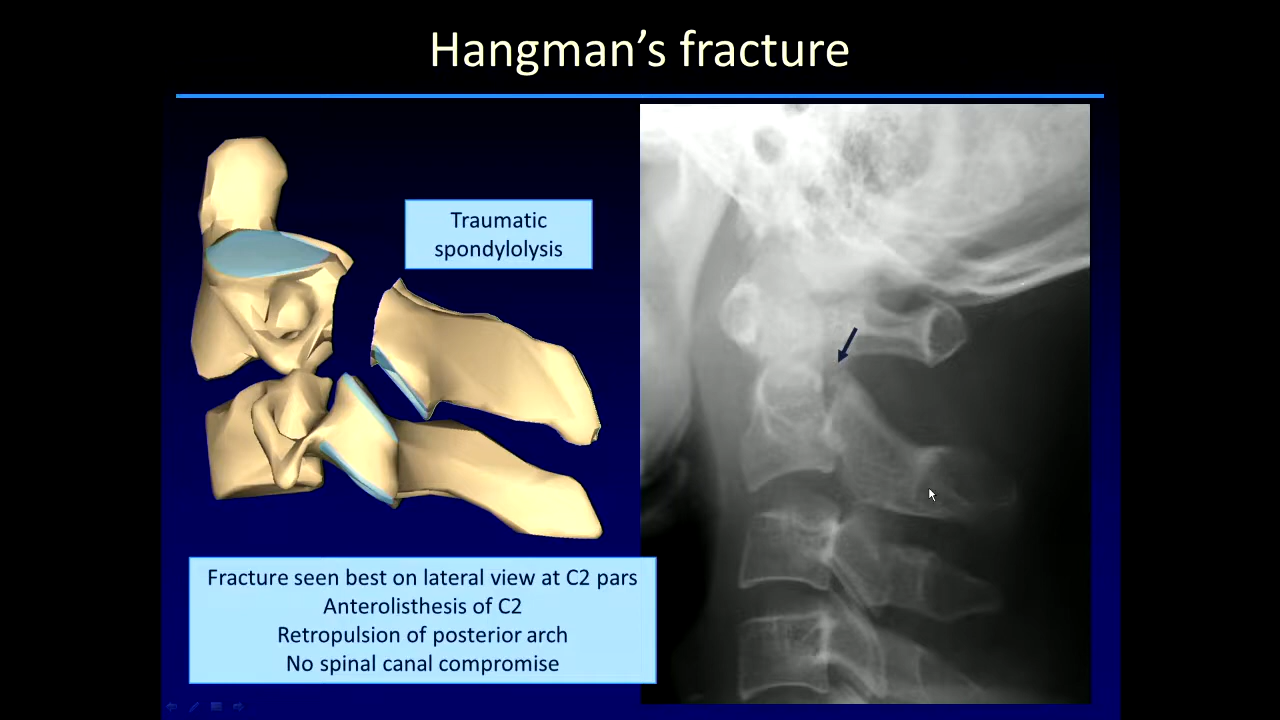 Hangman’s fracture
Traumatic
spondylolysis
Fracture seen best on lateral view at C2 pars
Anterolisthesis of C2
Retropulsion of posterior arch
No spinal canal compromise